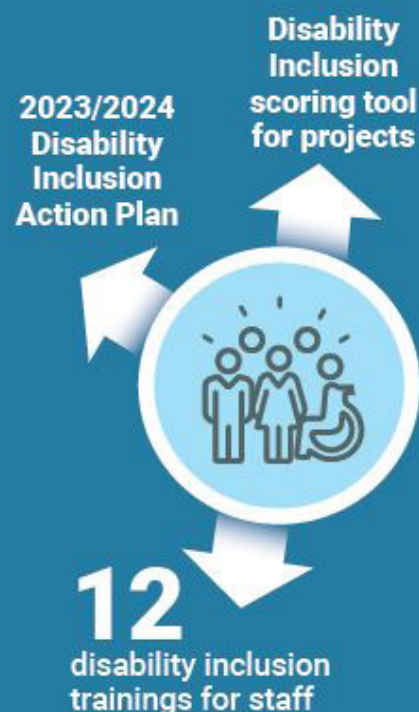 Disability
Inclusion
scoring tool
for projects
2023/2024
Disability
Inclusion
Action Plan
12
disability inclusion
trainings for staff